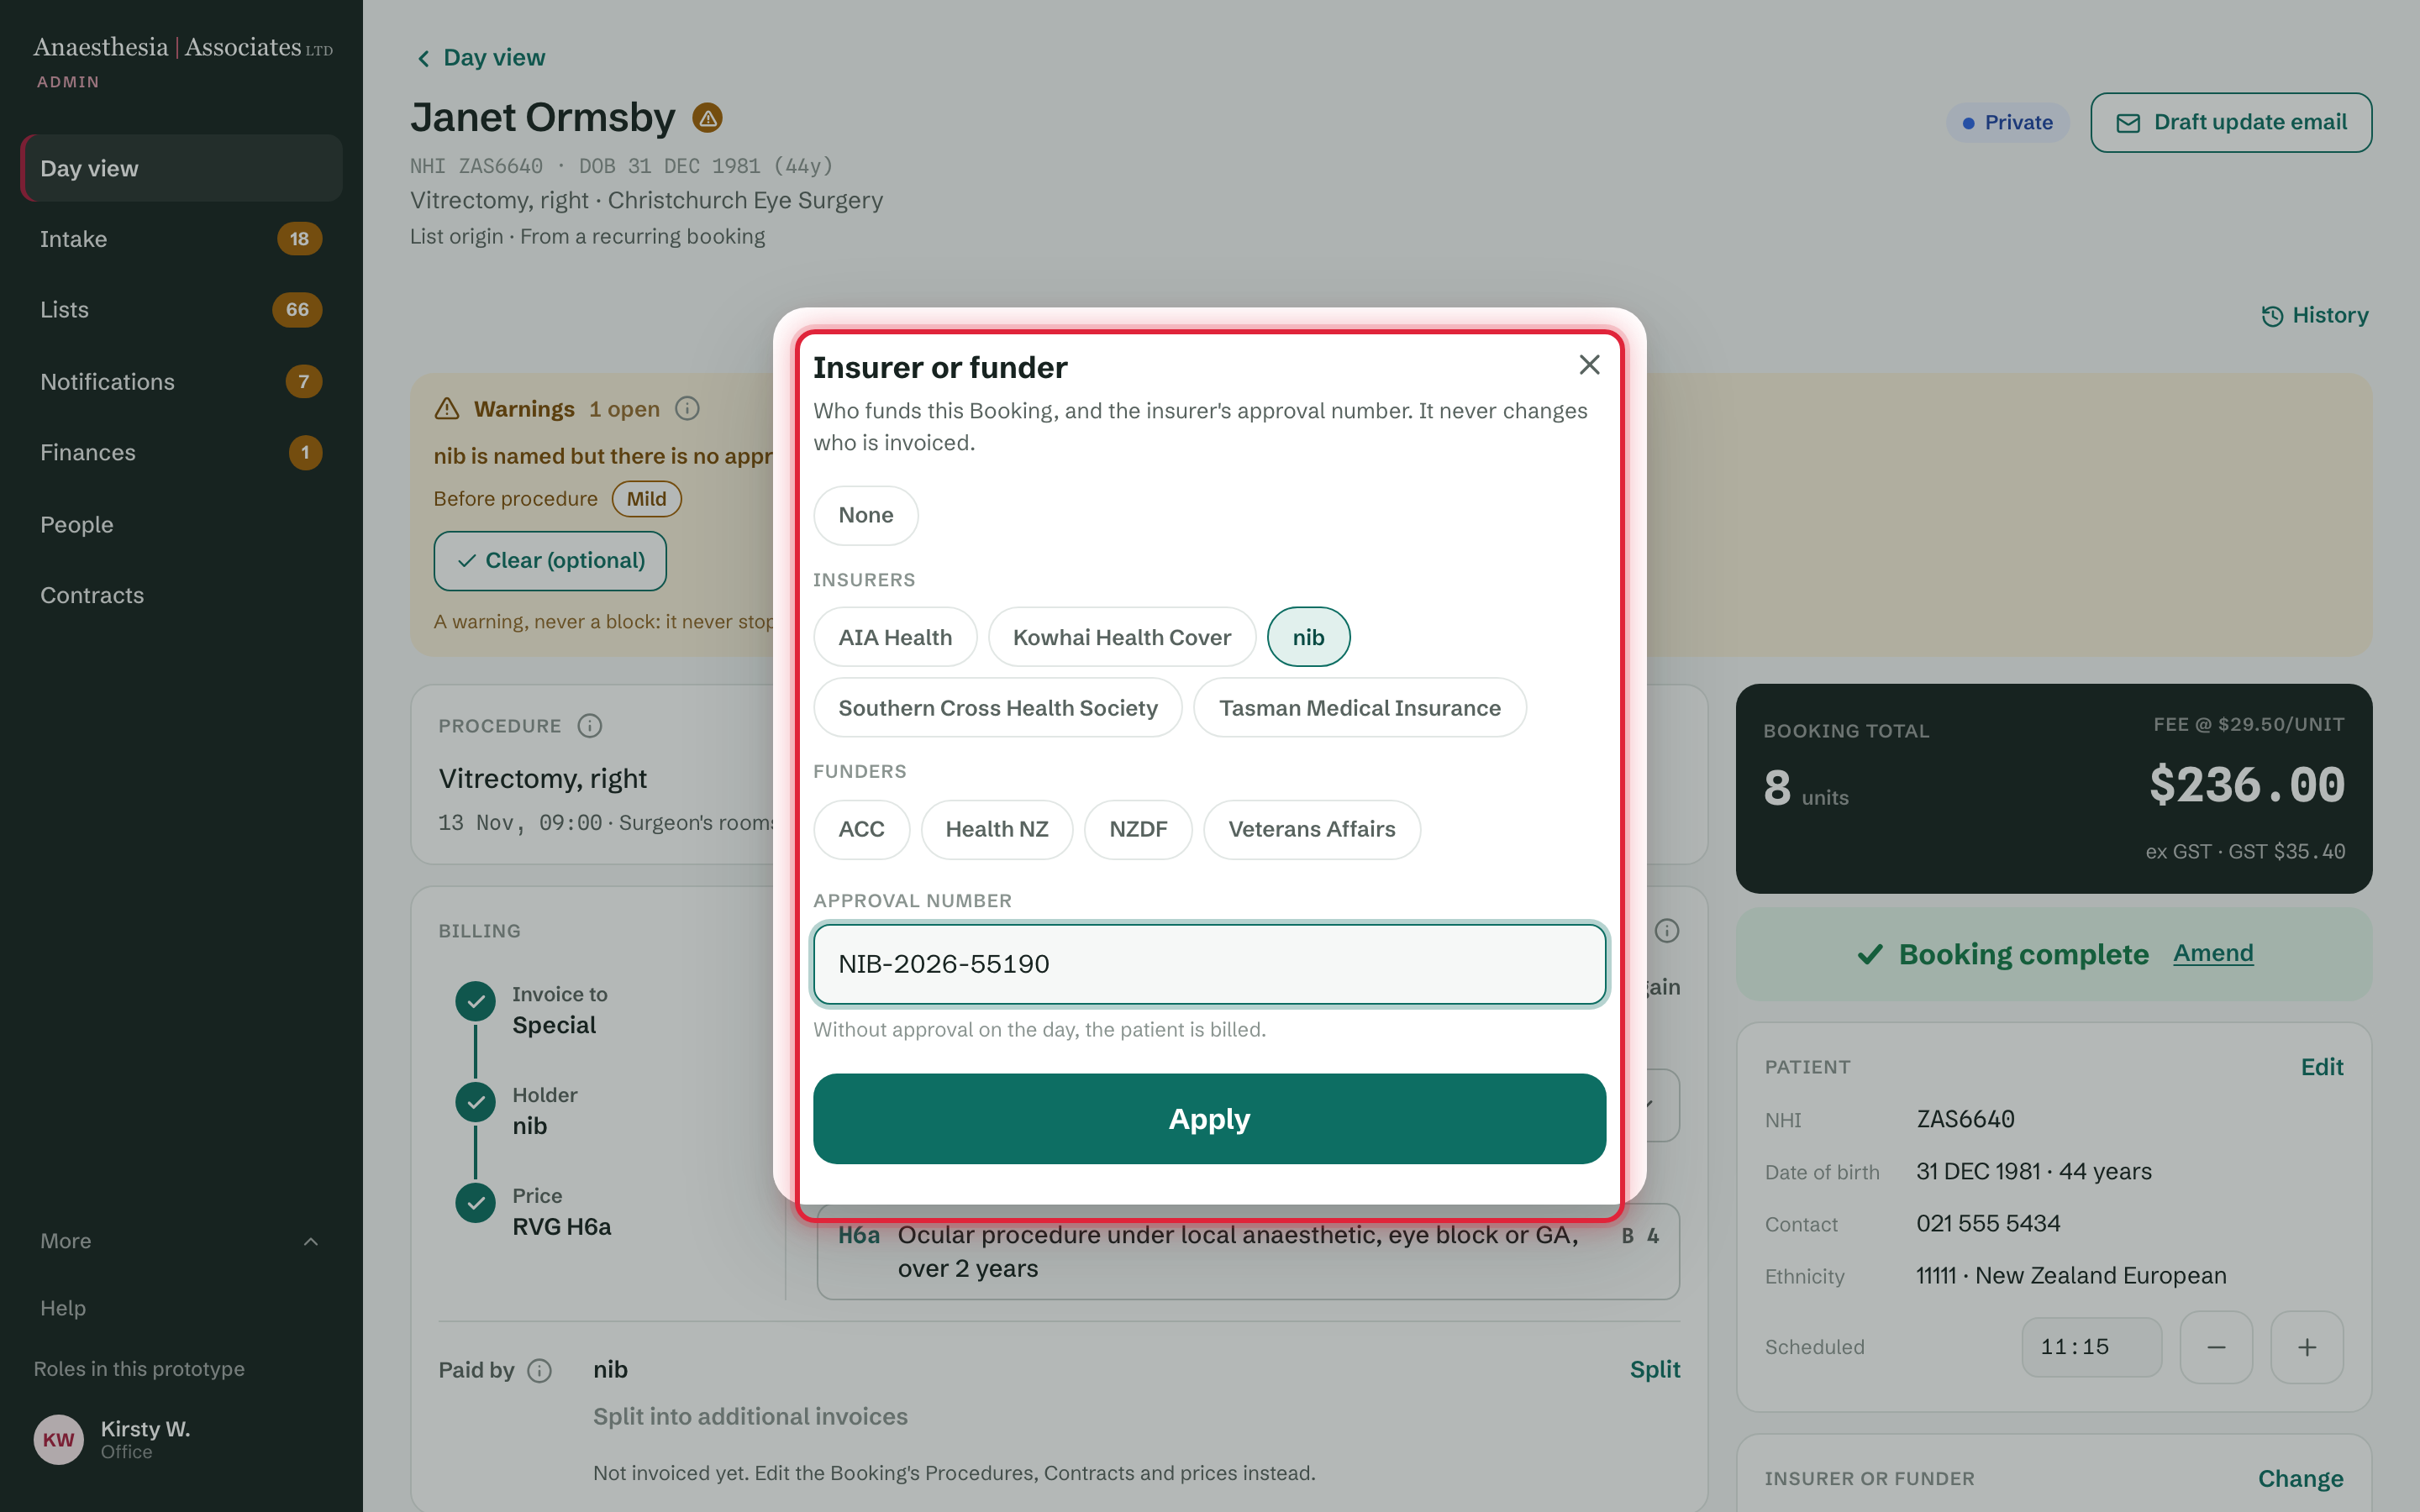 Anaesthesia | Associates LTD
ADMIN
Day view
Intake 18
Lists 66
Notifications 7
Finances 1
People
Contracts
More
Help
Roles in this prototype
KW
Kirsty W.
Office
Day view
Janet Ormsby
NHI ZAS6640 · DOB 31 DEC 1981 (44y)
Vitrectomy, right · Christchurch Eye Surgery
List origin · From a recurring booking
Private
Draft update email
History
Warnings 1 open
nib is named but there is no appr
Before procedure Mild
Clear (optional)
A warning, never a block: it never stop
PROCEDURE
Vitrectomy, right
13 Nov, 09:00 · Surgeon's rooms
BILLING
Invoice to
Special
Holder
nib
Price
RVG H6a
gain
H6a Ocular procedure under local anaesthetic, eye block or GA, B 4
over 2 years
Paid by nib Split
Split into additional invoices
Not invoiced yet. Edit the Booking's Procedures, Contracts and prices instead.
Insurer or funder
Who funds this Booking, and the insurer's approval number. It never changes
who is invoiced.
None
INSURERS
AIA Health Kowhai Health Cover nib
Southern Cross Health Society Tasman Medical Insurance
FUNDERS
ACC Health NZ NZDF Veterans Affairs
APPROVAL NUMBER
NIB-2026-55190
Without approval on the day, the patient is billed.
Apply
BOOKING TOTAL FEE @ $29.50/UNIT
8 units $236.00
ex GST · GST $35.40
Booking complete Amend
PATIENT Edit
NHI ZAS6640
Date of birth 31 DEC 1981 · 44 years
Contact 021 555 5434
Ethnicity 11111 · New Zealand European
Scheduled 11:15
INSURER OR FUNDER Change